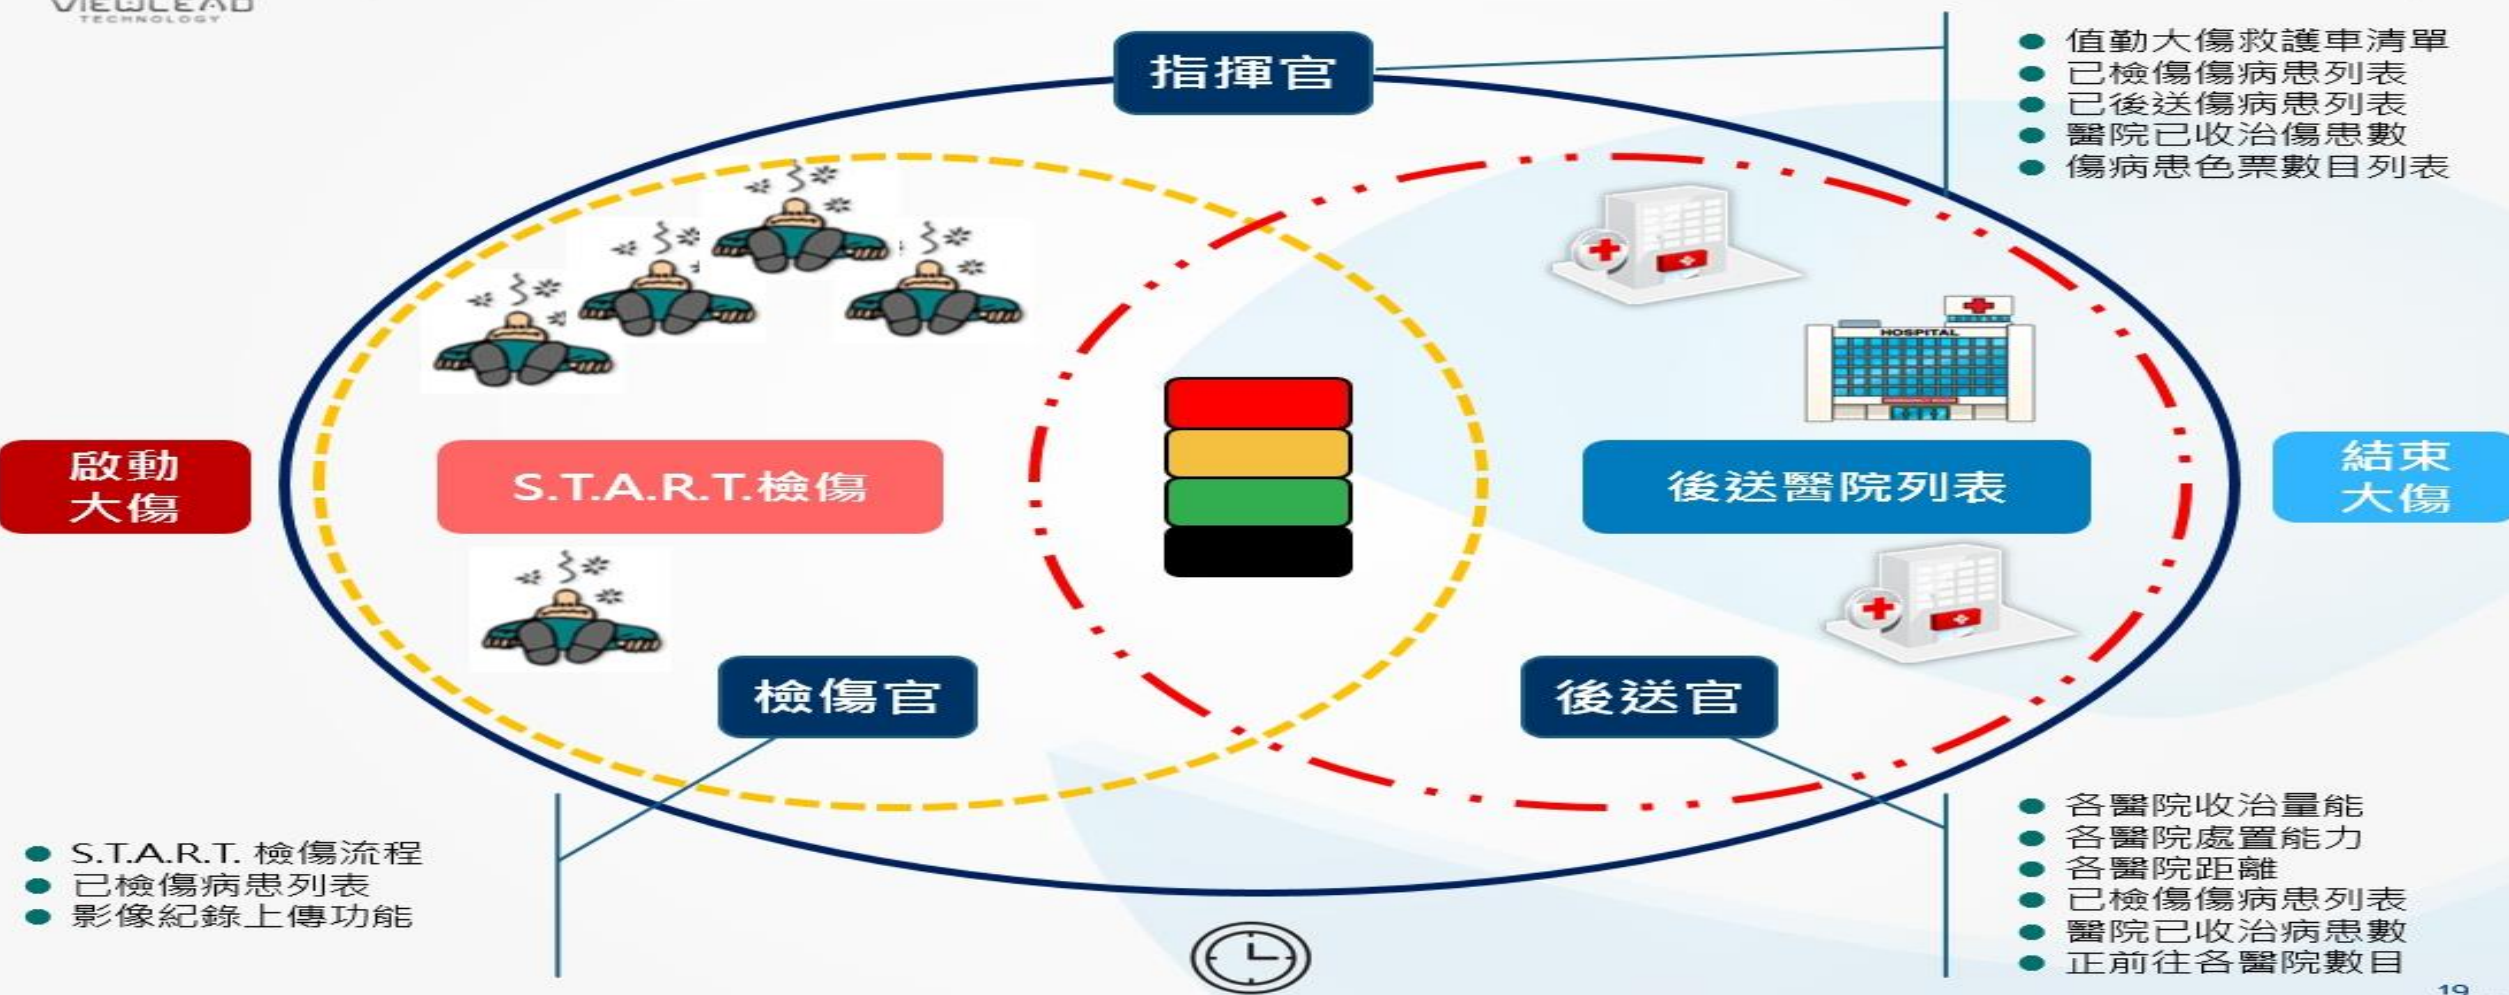 VIEWLEAD
TECHNOLOGY
指揮官
值勤大傷救護車清單
已檢傷傷病患列表
已後送傷病患列表
醫院已收治傷患數
傷病患色票數目列表
HOSPITAL
啟動
大傷
S.T.A.R.T.檢傷
後送醫院列表
結束
大傷
檢傷官
後送官
S.T.A.R.T. 檢傷流程
已檢傷病患列表
影像紀錄上傳功能
各醫院收治量能
各醫院處置能力
各醫院距離
已檢傷傷病患列表
醫院已收治病患數
正前往各醫院數目
19